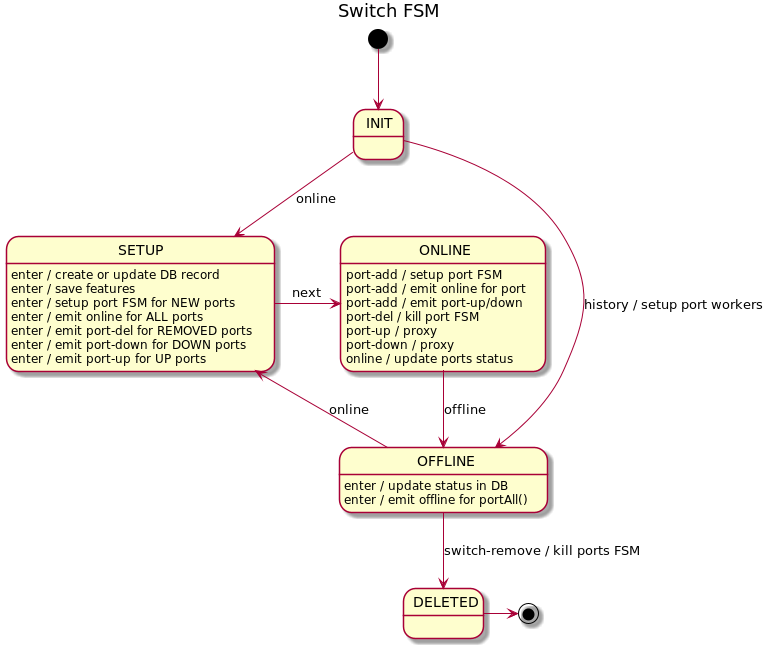 Switch FSM
INIT
online
SETUP
enter / create or update DB record
enter / save features
enter / setup port FSM for NEW ports
enter / emit online for ALL ports
enter / emit port-del for REMOVED ports
enter / emit port-down for DOWN ports
enter / emit port-up for UP ports
next
ONLINE
port-add / setup port FSM
port-add / emit online for port
port-add / emit port-up/down
port-del / kill port FSM
port-up / proxy
port-down / proxy
online / update ports status
history / setup port workers
online
offline
OFFLINE
enter / update status in DB
enter / emit offline for portAll()
switch-remove / kill ports FSM
DELETED